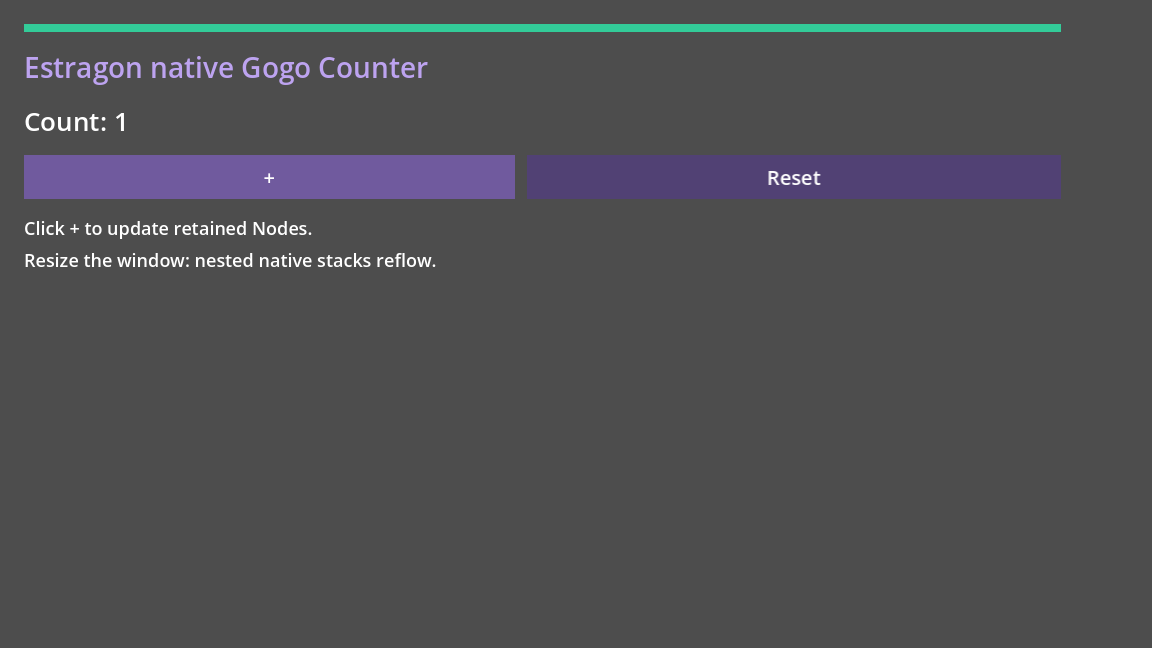 Estragon native Gogo Counter
Count: 1
+
Reset
Click + to update retained Nodes.
Resize the window: nested native stacks reflow.